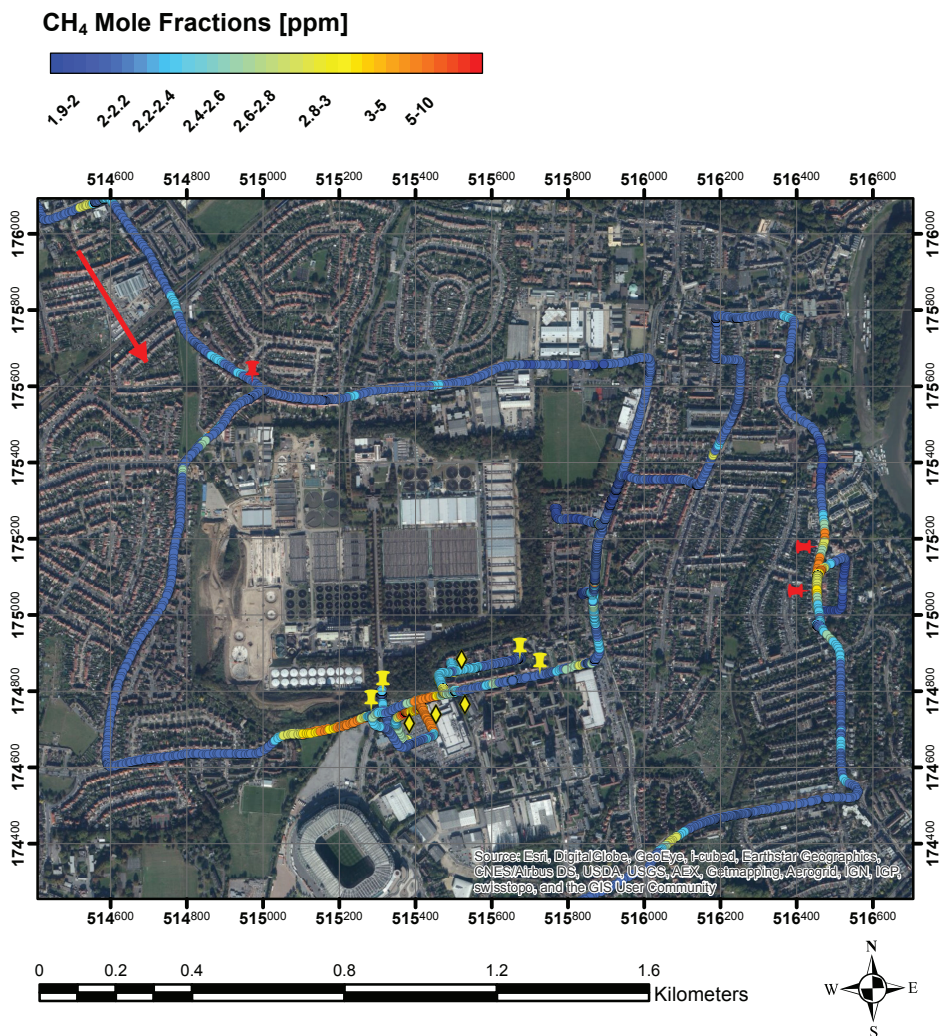 CH4 Mole Fractions [ppm]
1.9-2 2-2.2 2.2-2.4 2.4-2.6 2.6-2.8 2.8-3 3-5 5-10
514600 514800 515000 515200 515400 515600 515800 516000 516200 516400 516600
176000 176000
175800 175800
175600 175600
175400 175400
175200 175200
175000 175000
174800 174800
174600 174600
174400 174400
Source: Esri, DigitalGlobe, GeoEye, i-cubed, Earthstar Geographics,
CNES/Airbus DS, USDA, USGS, AEX, Getmapping, Aerogrid, IGN, IGP,
swisstopo, and the GIS User Community
514600 514800 515000 515200 515400 515600 515800 516000 516200 516400 516600
0 0.2 0.4 0.8 1.2 1.6
Kilometers
N
W E
S